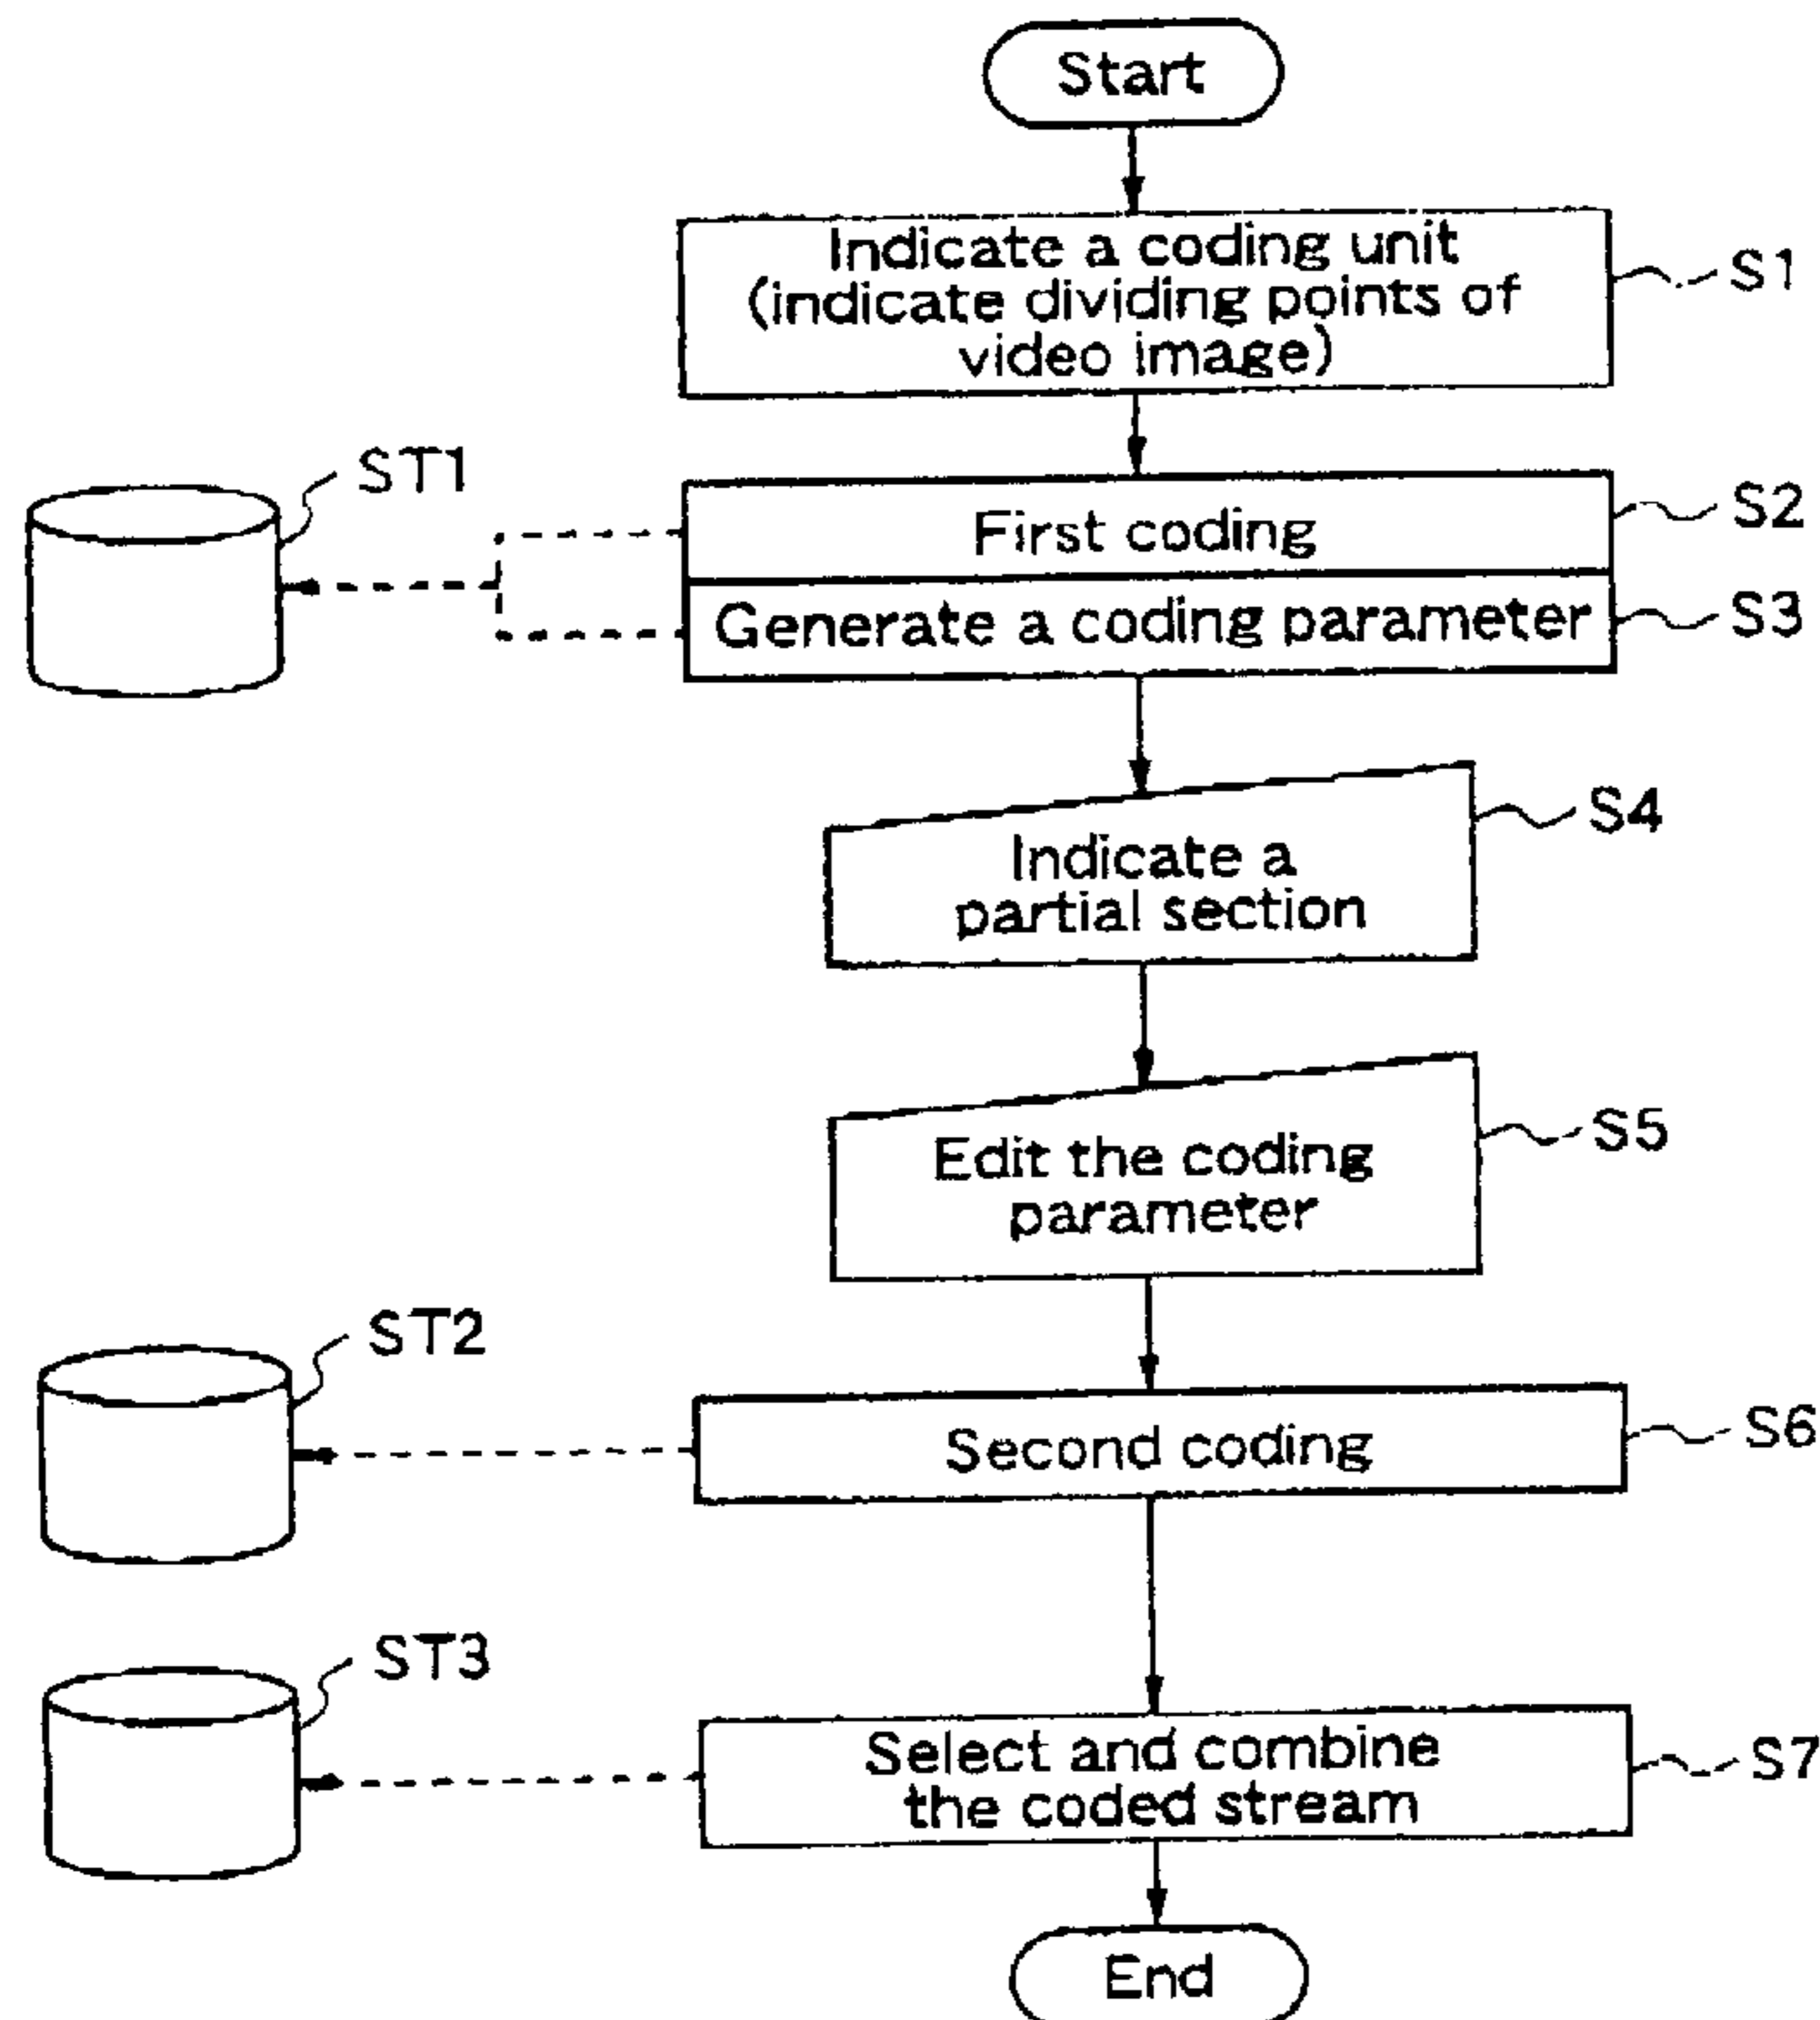 Start
Indicate a coding unit
(indicate dividing points of
video image)
S1
ST1
First coding
S2
Generate a coding parameter
S3
Indicate a
partial section
S4
Edit the coding
parameter
S5
ST2
Second coding
S6
ST3
Select and combine
the coded stream
S7
End